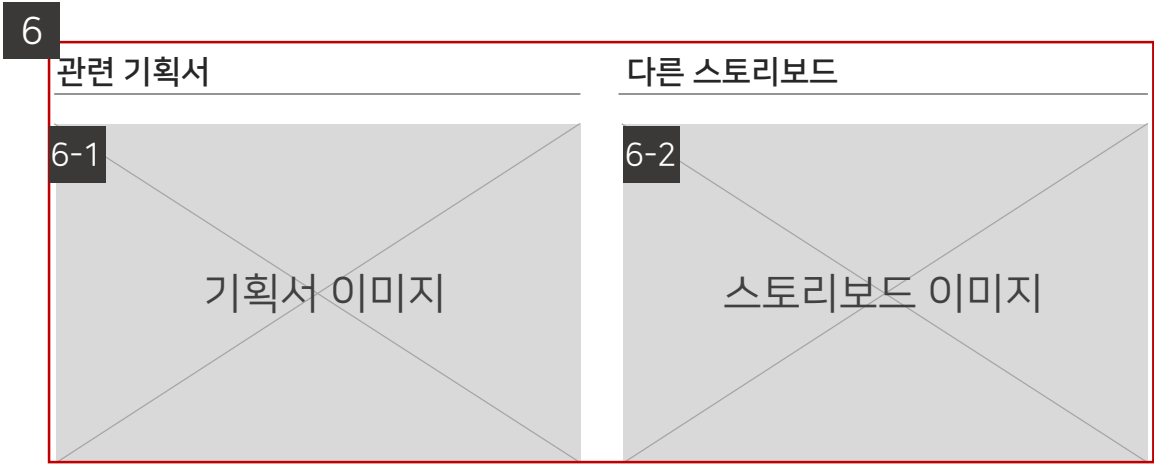 6
관련 기획서
다른 스토리보드
6-1
6-2
기획서 이미지
스토리보드 이미지